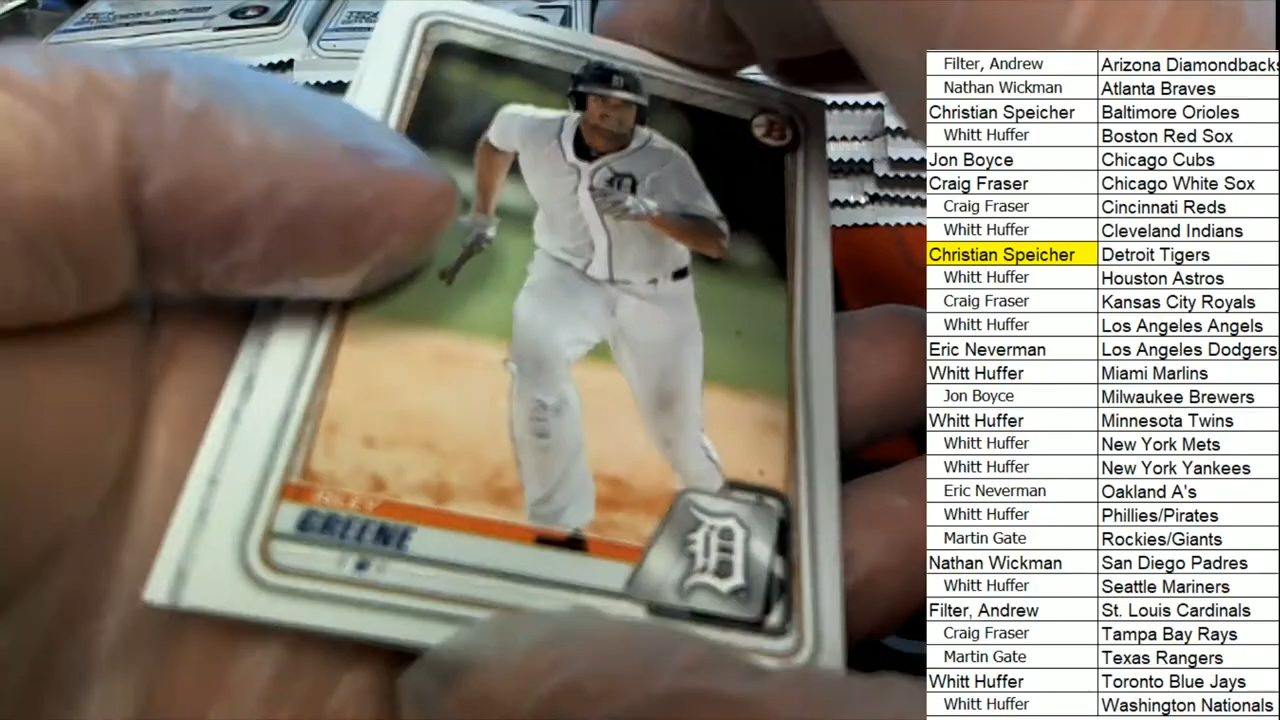 RILEY
GREENE
D
Filter, Andrew Arizona Diamondbacks
Nathan Wickman Atlanta Braves
Christian Speicher Baltimore Orioles
Whitt Huffer Boston Red Sox
Jon Boyce Chicago Cubs
Craig Fraser Chicago White Sox
Craig Fraser Cincinnati Reds
Whitt Huffer Cleveland Indians
Christian Speicher Detroit Tigers
Whitt Huffer Houston Astros
Craig Fraser Kansas City Royals
Whitt Huffer Los Angeles Angels
Eric Neverman Los Angeles Dodgers
Whitt Huffer Miami Marlins
Jon Boyce Milwaukee Brewers
Whitt Huffer Minnesota Twins
Whitt Huffer New York Mets
Whitt Huffer New York Yankees
Eric Neverman Oakland A's
Whitt Huffer Phillies/Pirates
Martin Gate Rockies/Giants
Nathan Wickman San Diego Padres
Whitt Huffer Seattle Mariners
Filter, Andrew St. Louis Cardinals
Craig Fraser Tampa Bay Rays
Martin Gate Texas Rangers
Whitt Huffer Toronto Blue Jays
Whitt Huffer Washington Nationals